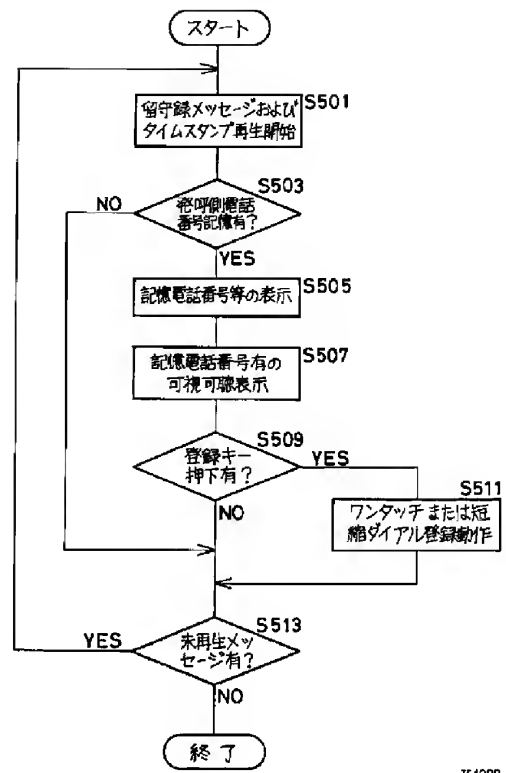 スタート
S501
留守録メッセージおよび
タイムスタンプ再生開始
S503
NO
発呼側電話
番号記憶有?
YES
S505
記憶電話番号等の表示
S507
記憶電話番号有の
可視可聴表示
S509
登録キー
押下有?
YES
NO
S511
ワンタッチまたは短
縮ダイアル登録動作
S513
YES
未再生メッ
セージ有?
NO
終了